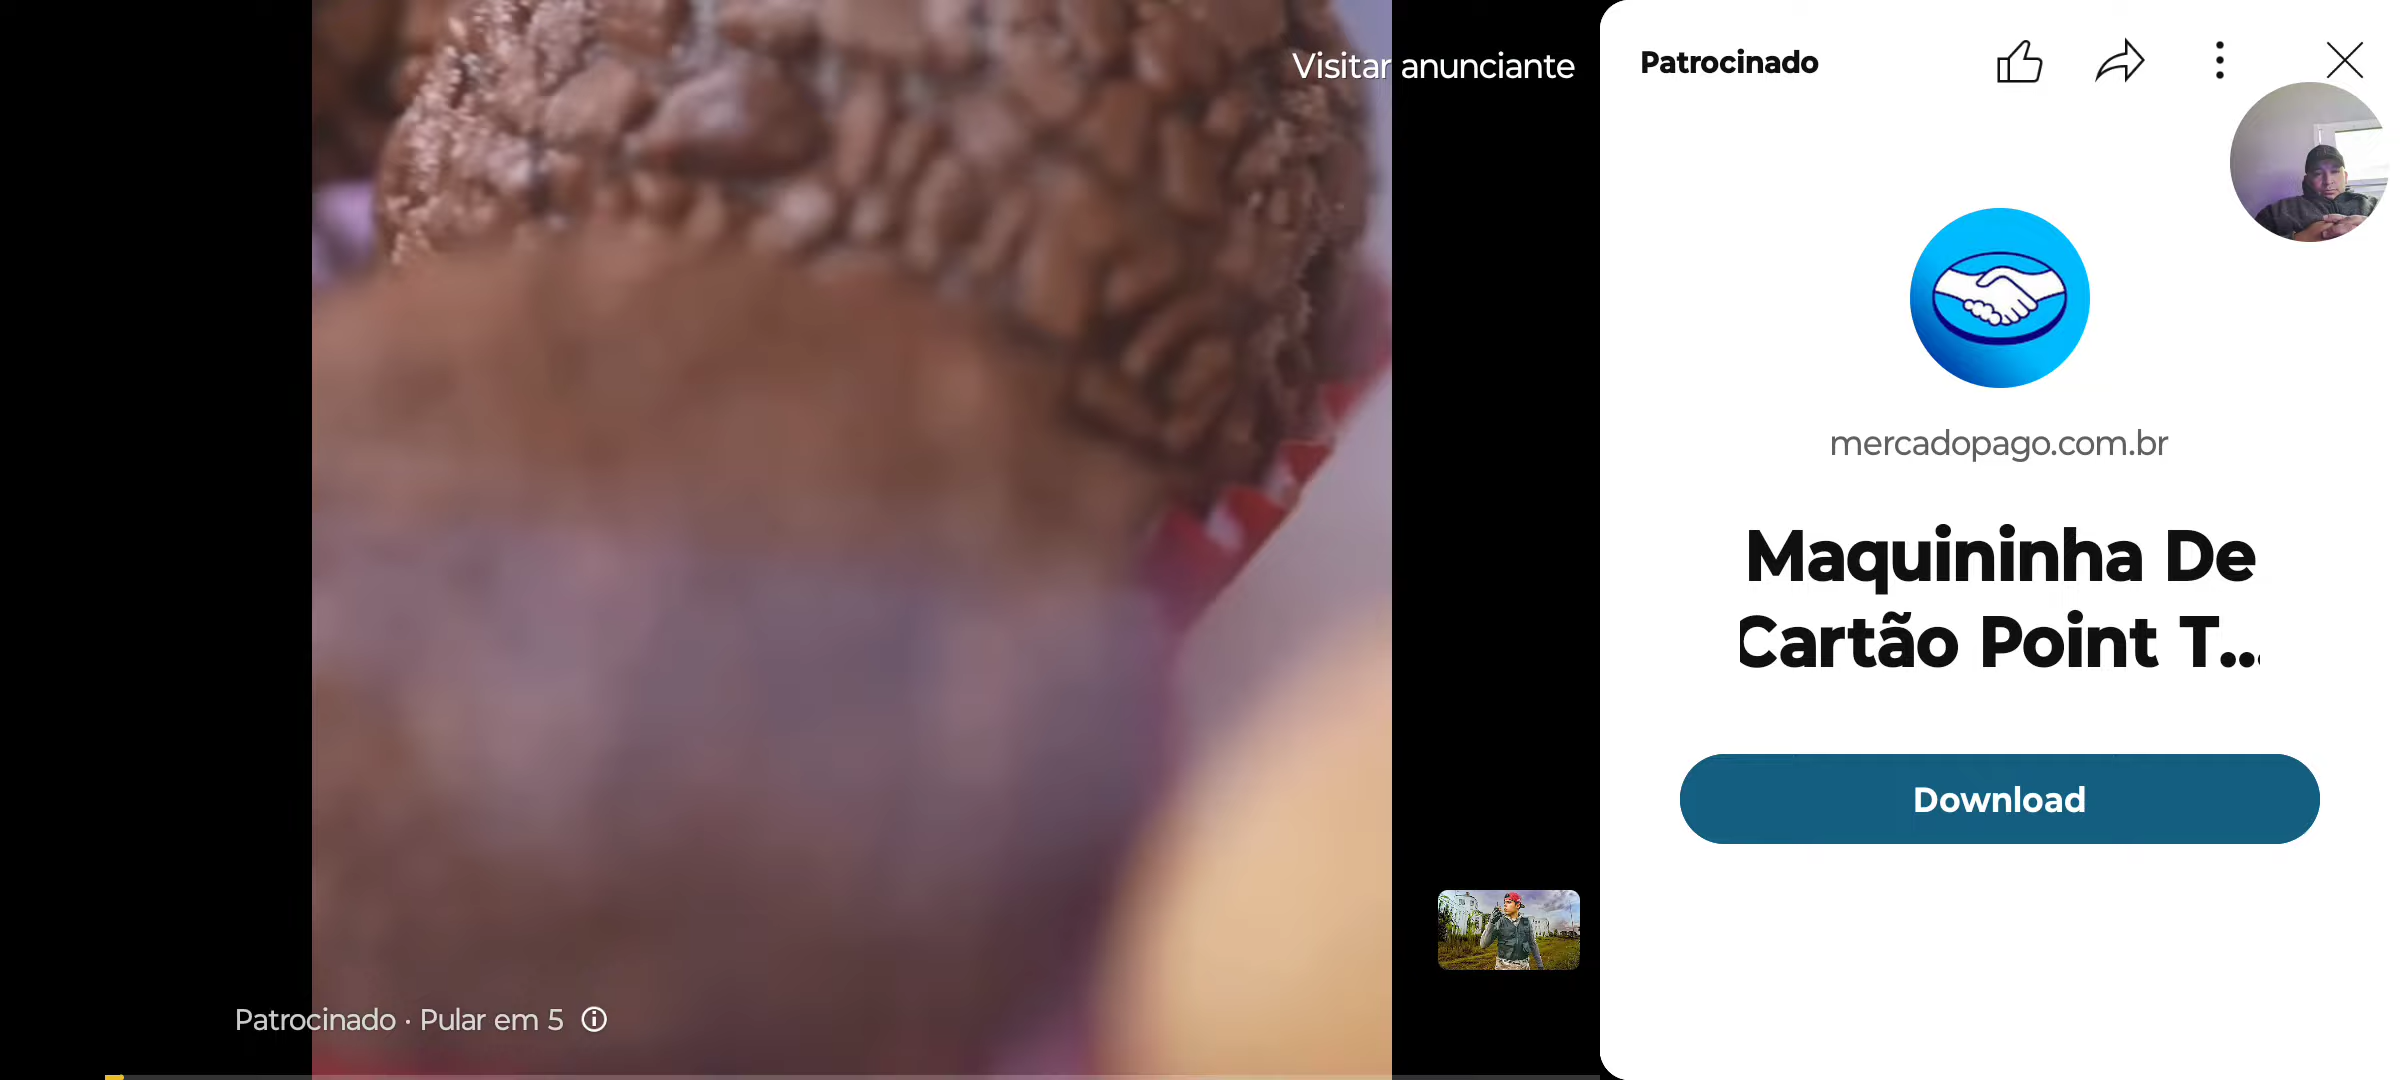 Visitar anunciante
Patrocinado · Pular em 5
Patrocinado
mercadopago.com.br
Maquininha De
Cartão Point T...
Download